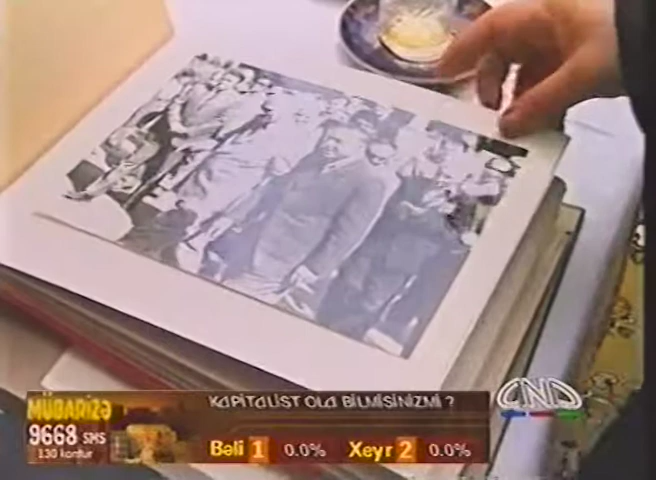 KAPİTALİST OLA BİLMİSİNİZMİ ?
MÜBARİZƏ
9668 SMS
130 kontur
Bəli 1 0.0% Xeyr 2 0.0%
ANS